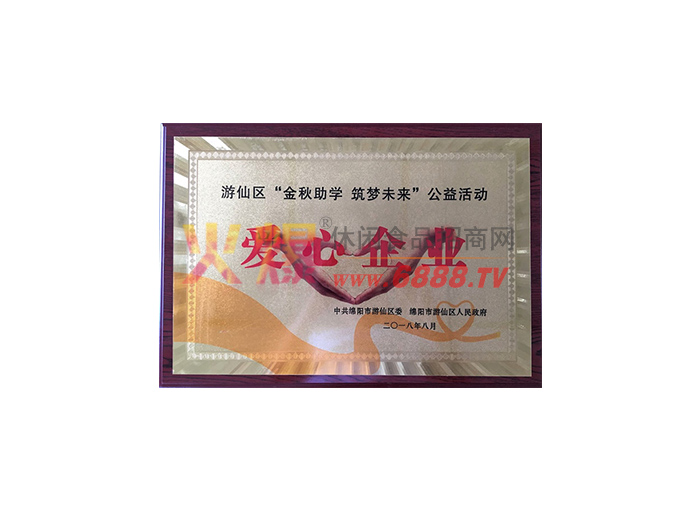 游仙区“金秋助学 筑梦未来”公益活动
爱心企业
火爆®休闲食品招商网
www.6888.TV
中共绵阳市游仙区委 绵阳市游仙区人民政府
二〇一八年八月